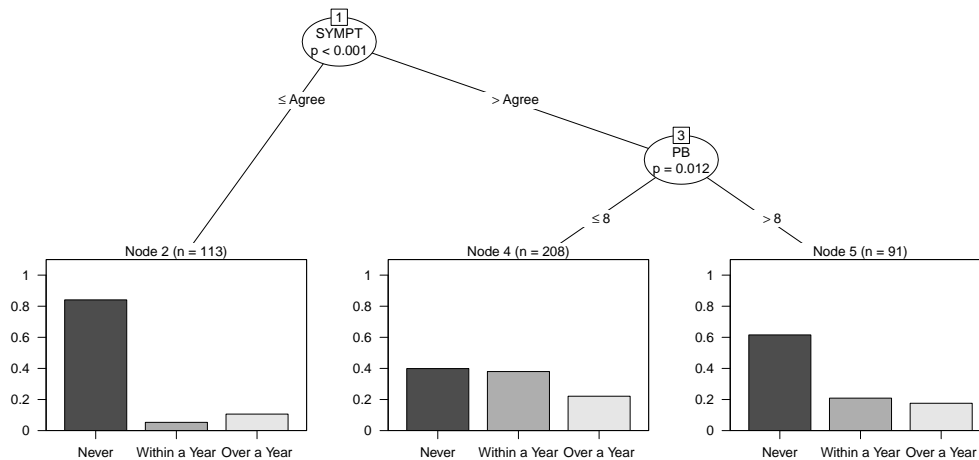 1
SYMPT
p < 0.001
≤ Agree
> Agree
3
PB
p = 0.012
≤ 8
> 8
Node 2 (n = 113)
1
0.8
0.6
0.4
0.2
0
Never
Within a Year
Over a Year
Node 4 (n = 208)
1
0.8
0.6
0.4
0.2
0
Never
Within a Year
Over a Year
Node 5 (n = 91)
1
0.8
0.6
0.4
0.2
0
Never
Within a Year
Over a Year